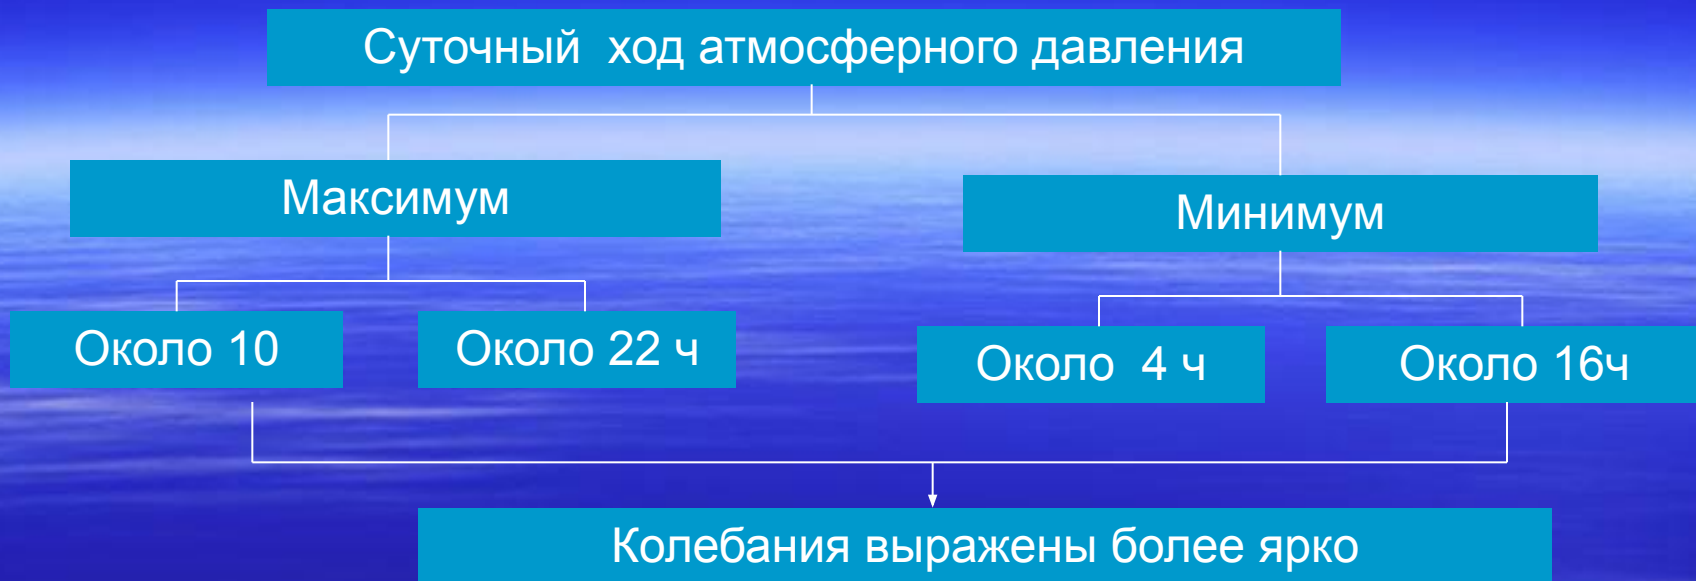 Суточный  ход атмосферного давления
Максимум
Минимум
Около 10
Около 22 ч
Около  4 ч
Около 16ч
Колебания выражены более ярко